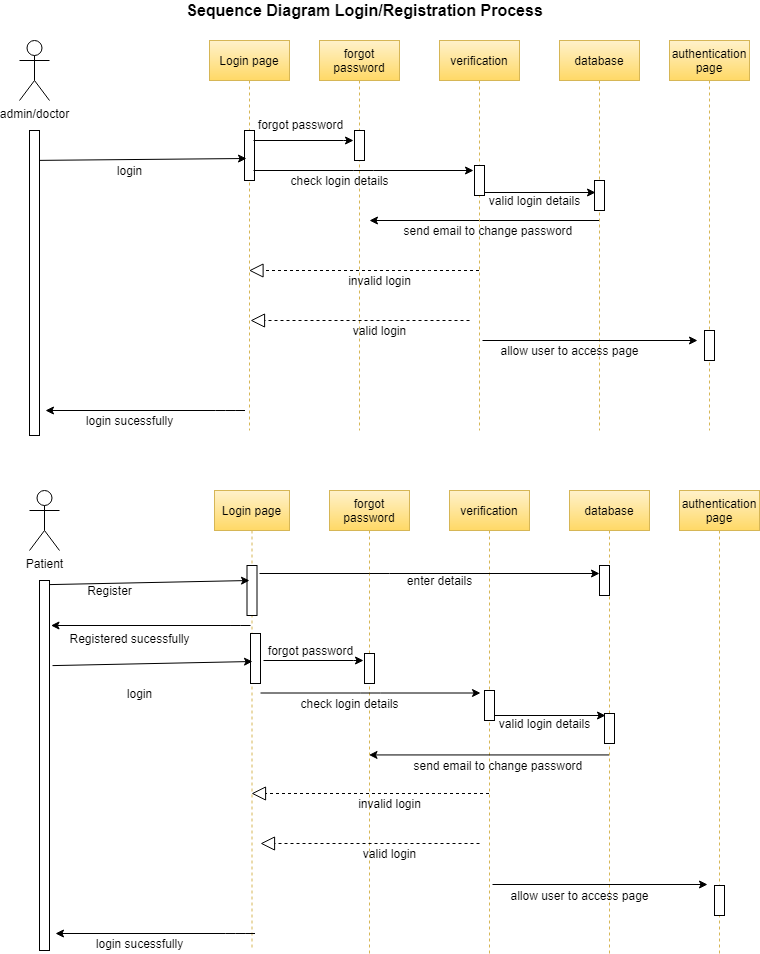 Sequence Diagram Login/Registration Process
admin/doctor
Login page
forgot
password
verification
database
authentication
page
forgot password
login
check login details
valid login details
send email to change password
invalid login
valid login
allow user to access page
login sucessfully
Patient
Login page
forgot
password
verification
database
authentication
page
Register
enter details
Registered sucessfully
forgot password
login
check login details
valid login details
send email to change password
invalid login
valid login
allow user to access page
login sucessfully